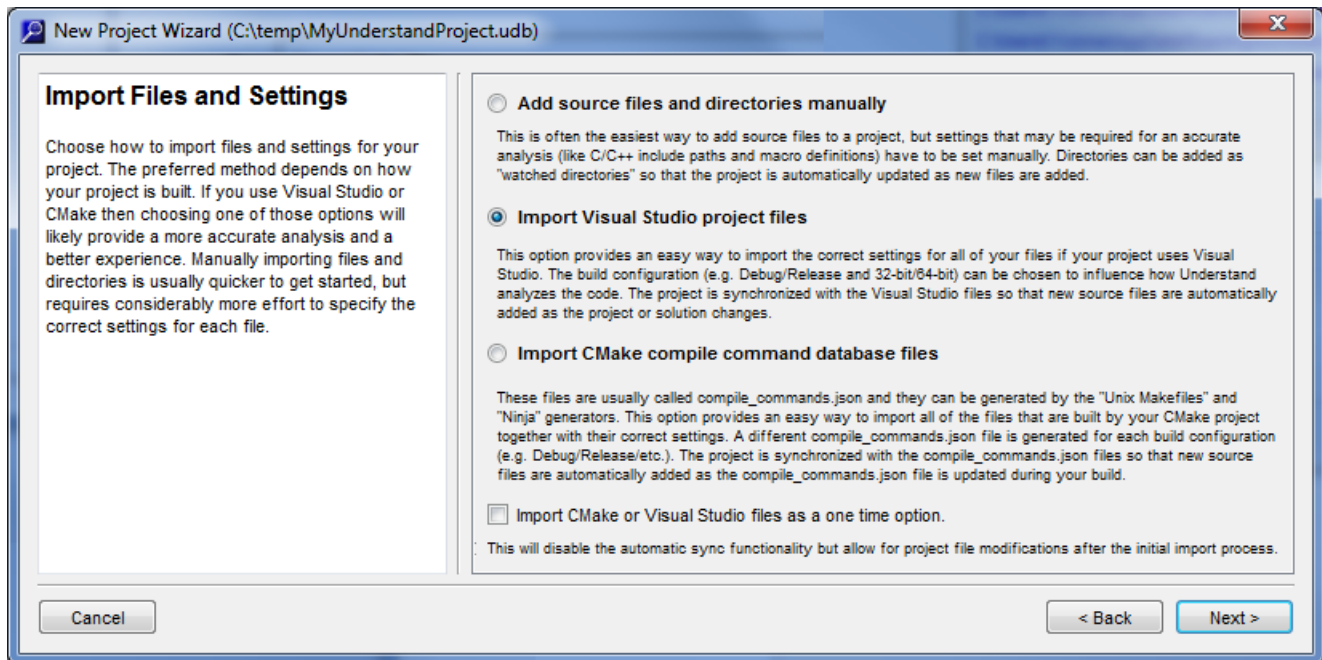 New Project Wizard (C:\temp\MyUnderstandProject.udb)
Import Files and Settings
Choose how to import files and settings for your
project. The preferred method depends on how
your project is built. If you use Visual Studio or
CMake then choosing one of those options will
likely provide a more accurate analysis and a
better experience. Manually importing files and
directories is usually quicker to get started, but
requires considerably more effort to specify the
correct settings for each file.
Add source files and directories manually
This is often the easiest way to add source files to a project, but settings that may be required for an accurate
analysis (like C/C++ include paths and macro definitions) have to be set manually. Directories can be added as
"watched directories" so that the project is automatically updated as new files are added.
Import Visual Studio project files
This option provides an easy way to import the correct settings for all of your files if your project uses Visual
Studio. The build configuration (e.g. Debug/Release and 32-bit/64-bit) can be chosen to influence how Understand
analyzes the code. The project is synchronized with the Visual Studio files so that new source files are automatically
added as the project or solution changes.
Import CMake compile command database files
These files are usually called compile_commands.json and they can be generated by the "Unix Makefiles" and
"Ninja" generators. This option provides an easy way to import all of the files that are built by your CMake project
together with their correct settings. A different compile_commands.json file is generated for each build configuration
(e.g. Debug/Release/etc.). The project is synchronized with the compile_commands.json files so that new source
files are automatically added as the compile_commands.json file is updated during your build.
Import CMake or Visual Studio files as a one time option.
This will disable the automatic sync functionality but allow for project file modifications after the initial import process.
Cancel
< Back
Next >